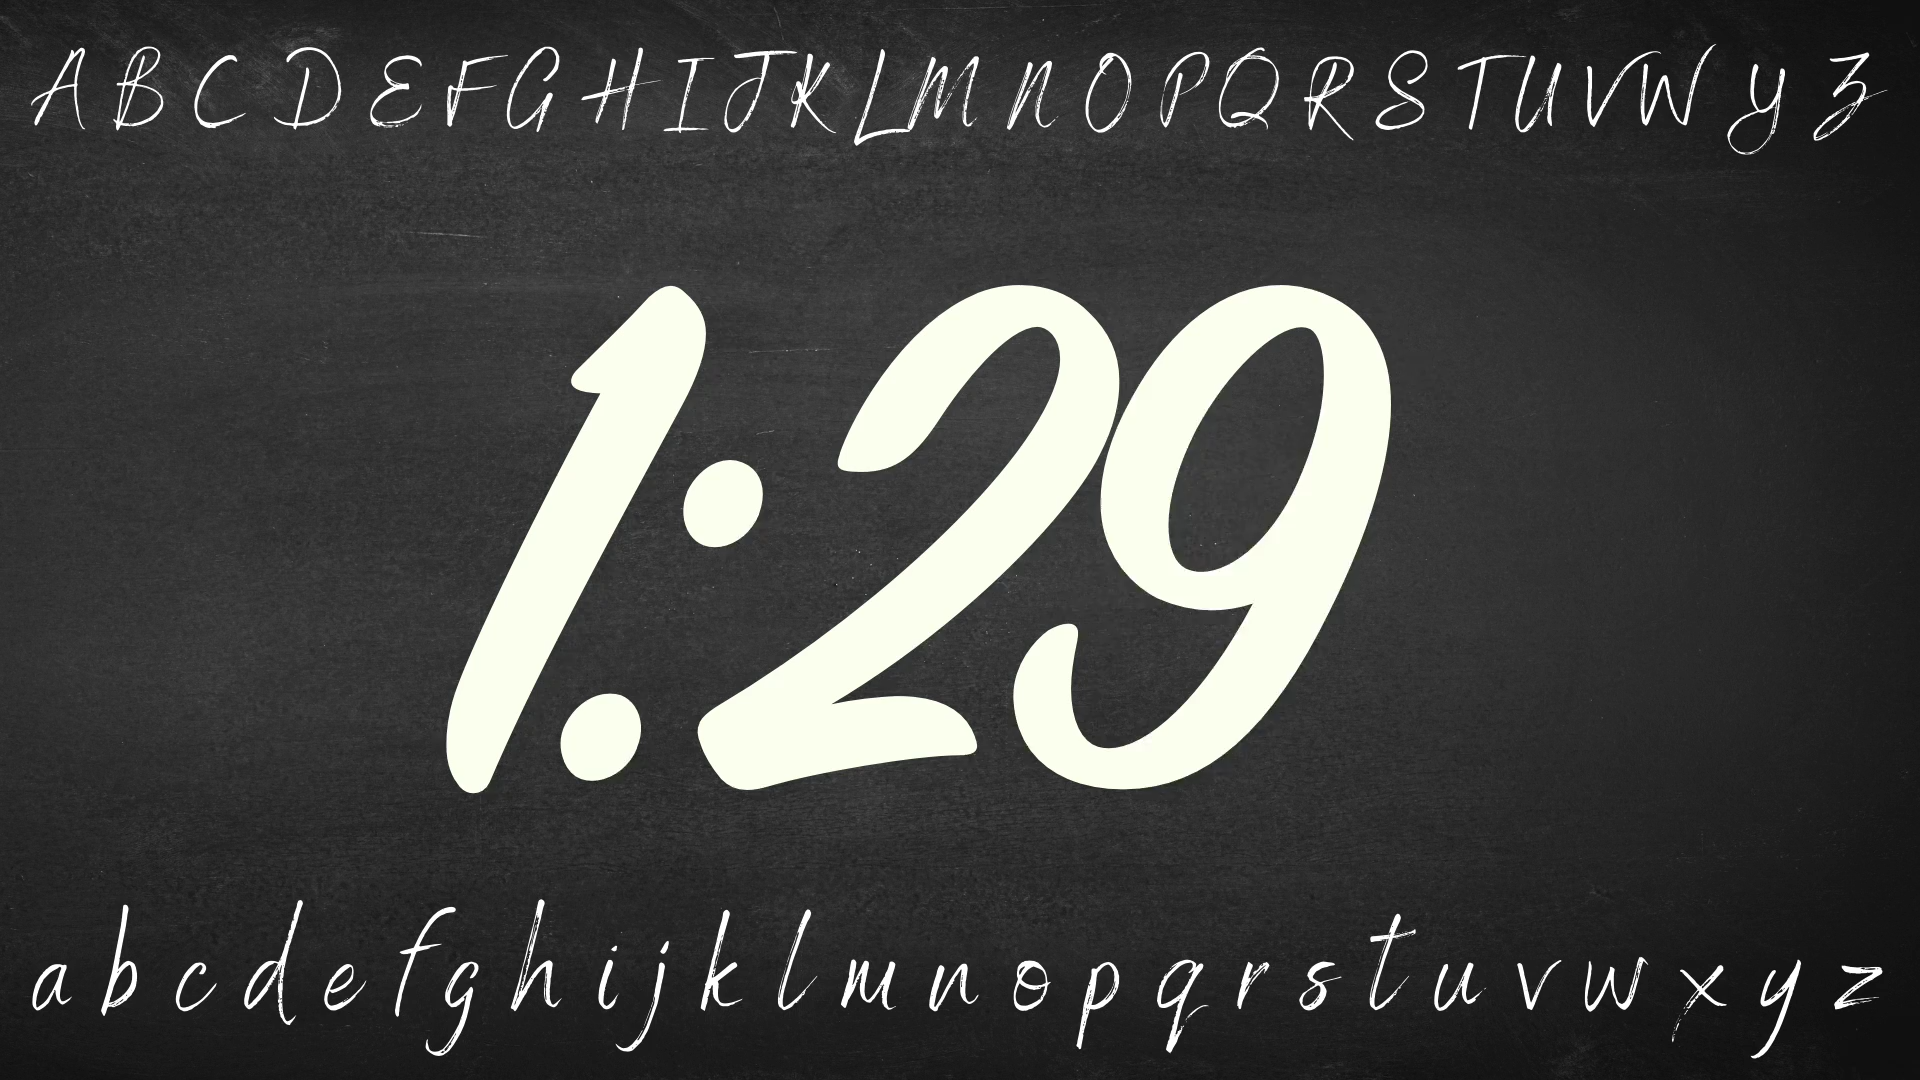 A B C D E F G H I J K L M N O P Q R S T U V W Y Z
1:29
a b c d e f g h i j k l m n o p q r s t u v w x y z